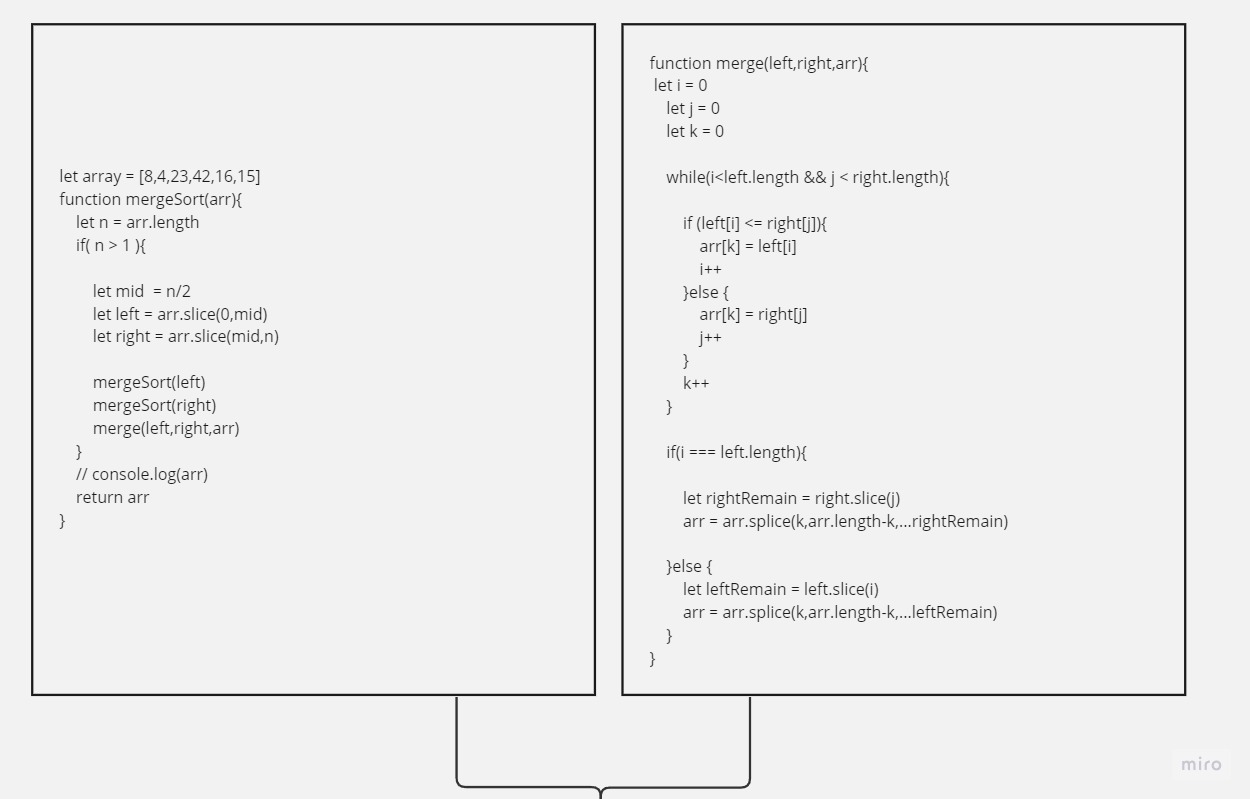 let array = [8,4,23,42,16,15]
function mergeSort(arr){
let n = arr.length
if( n > 1 ){
let mid  = n/2
let left = arr.slice(0,mid)
let right = arr.slice(mid,n)
mergeSort(left)
mergeSort(right)
merge(left,right,arr)
}
// console.log(arr)
return arr
}
function merge(left,right,arr){
let i = 0
let j = 0
let k = 0
while(i<left.length && j < right.length){
if (left[i] <= right[j]){
arr[k] = left[i]
i++
}else {
arr[k] = right[j]
j++
}
k++
}
if(i === left.length){
let rightRemain = right.slice(j)
arr = arr.splice(k,arr.length-k,...rightRemain)
}else {
let leftRemain = left.slice(i)
arr = arr.splice(k,arr.length-k,...leftRemain)
}
}
miro